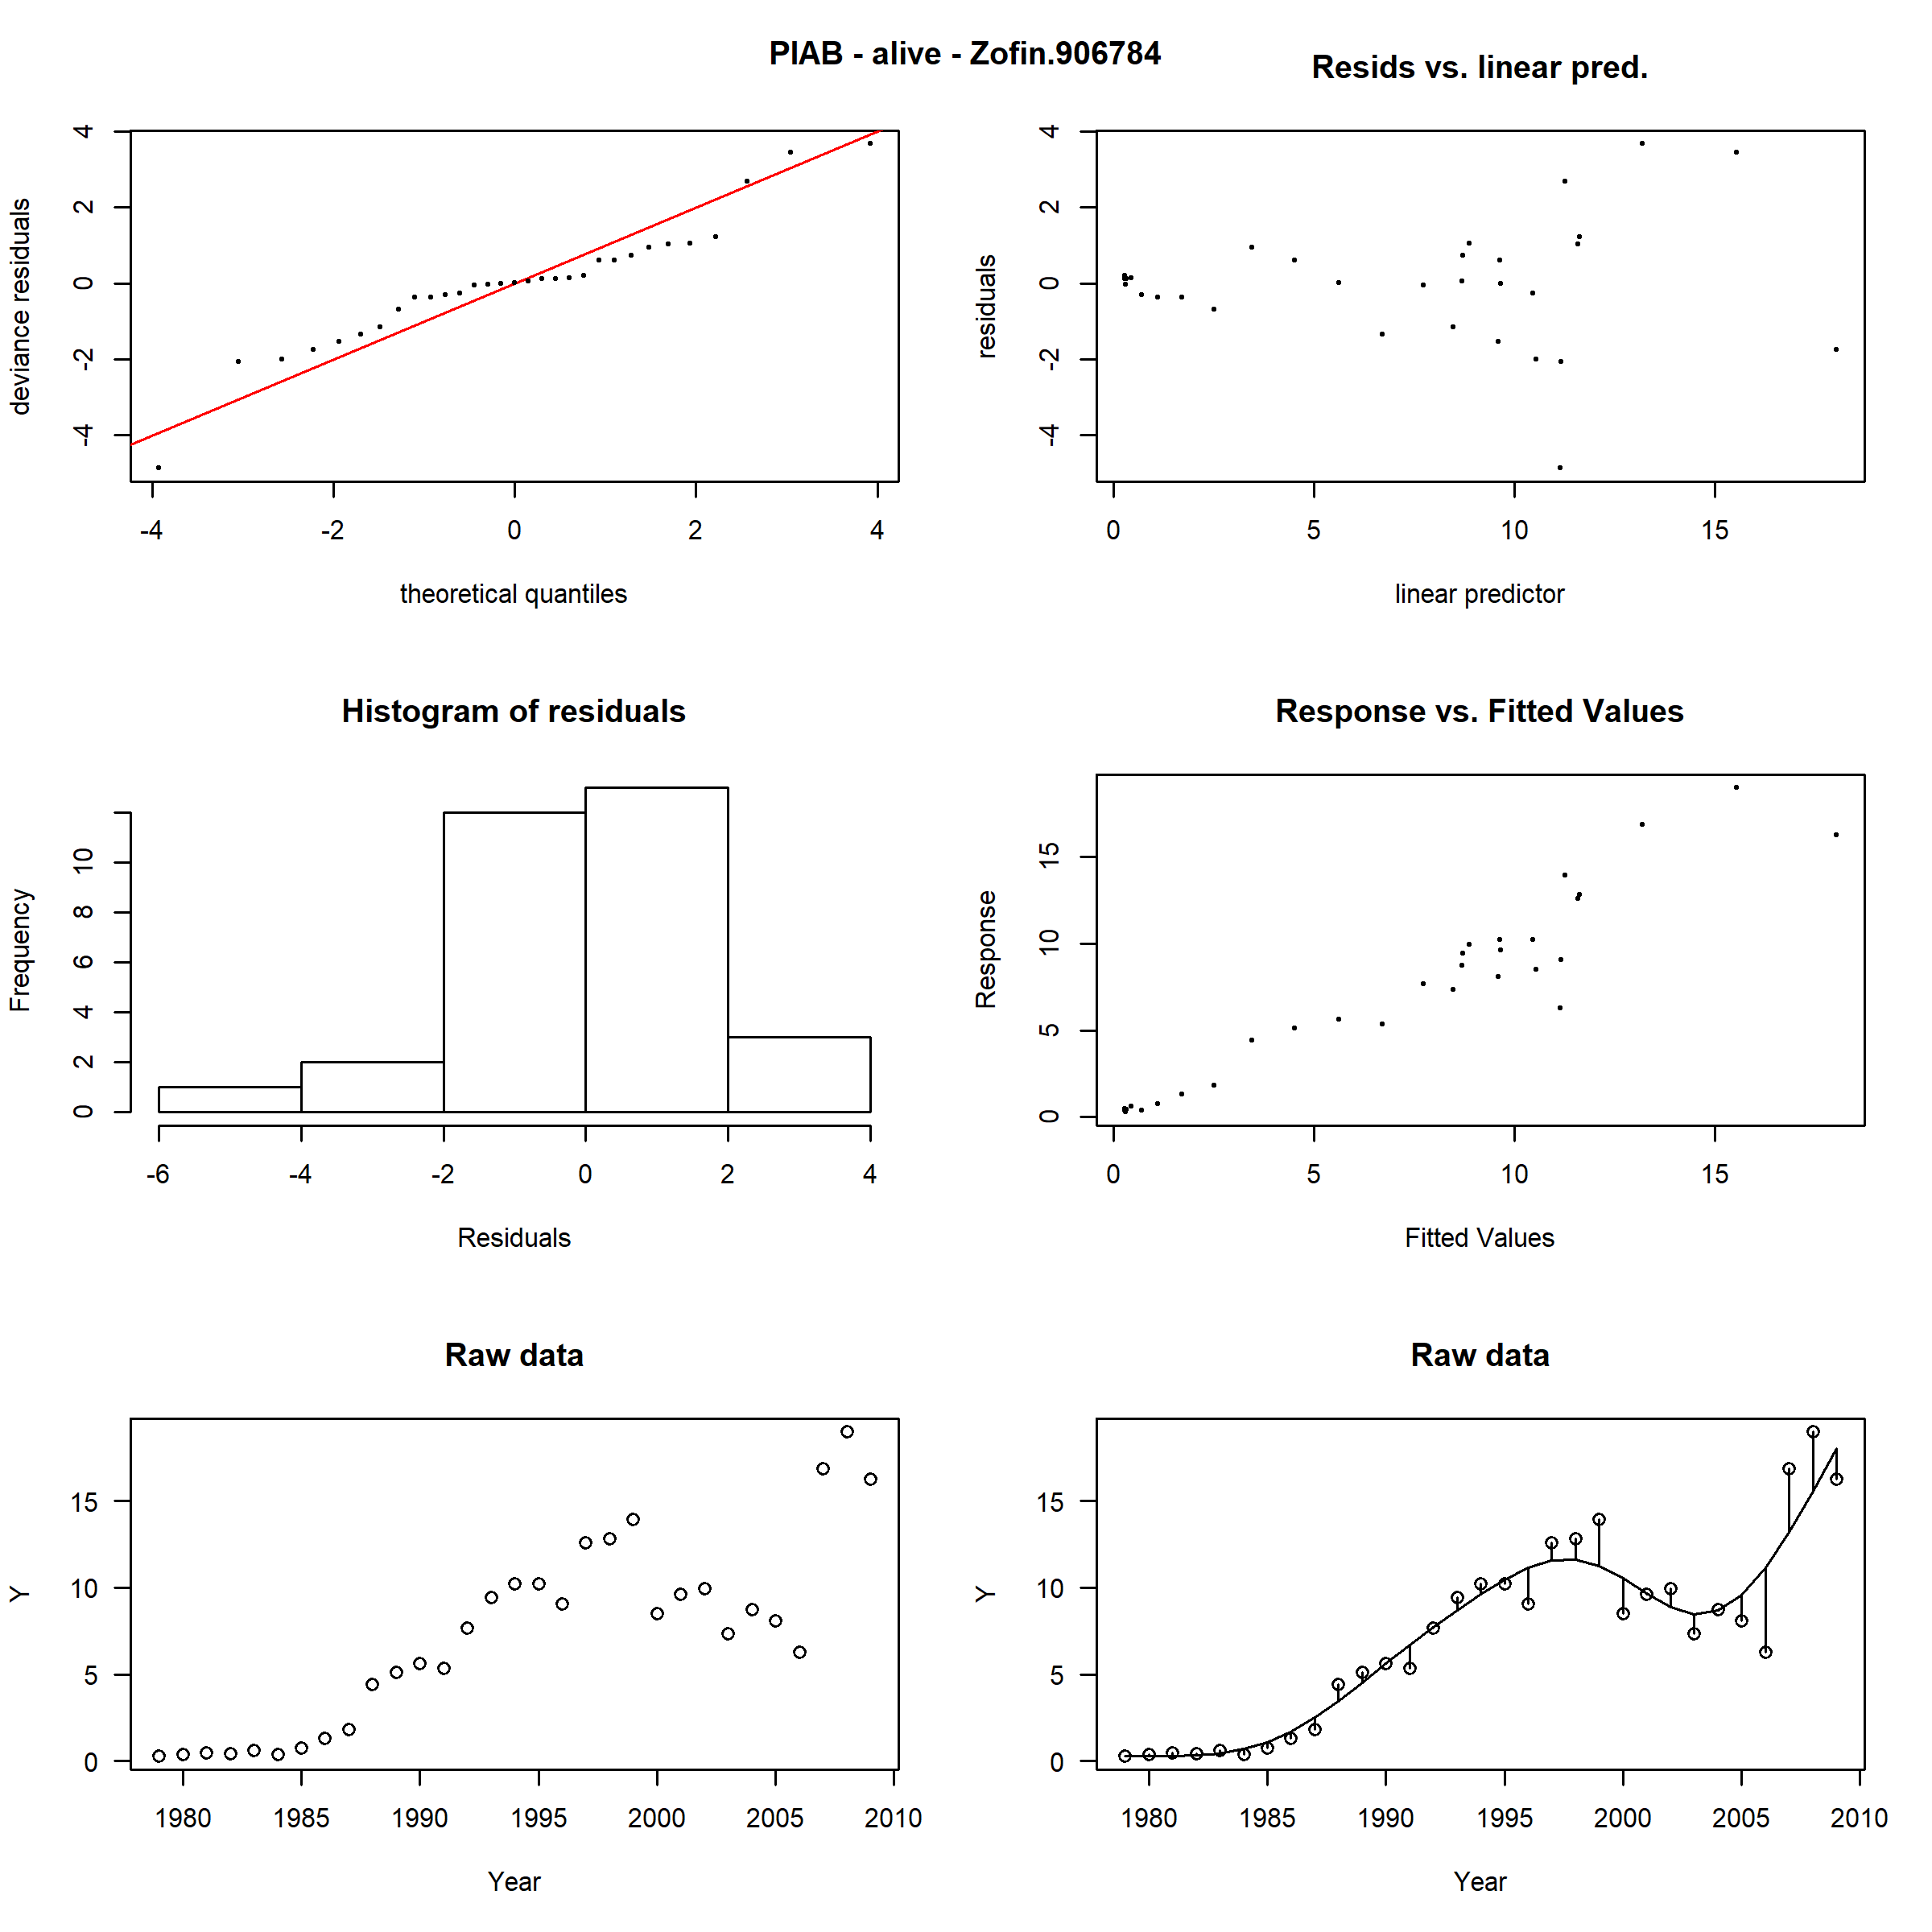 PIAB - alive - Zofin.906784
Resids vs. linear pred.
deviance residuals
4
2
0
-2
-4
-4 -2 0 2 4
theoretical quantiles
residuals
4
2
0
-2
-4
0 5 10 15
linear predictor
Histogram of residuals
Frequency
10
8
6
4
2
0
-6 -4 -2 0 2 4
Residuals
Response vs. Fitted Values
Response
15
10
5
0
0 5 10 15
Fitted Values
Raw data
Y
15
10
5
0
1980 1985 1990 1995 2000 2005 2010
Year
Raw data
Y
15
10
5
0
1980 1985 1990 1995 2000 2005 2010
Year